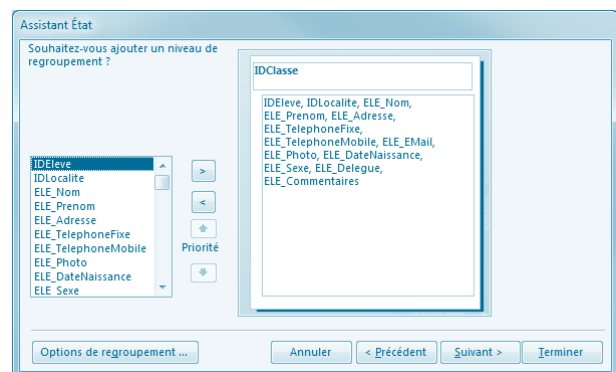 Assistant État
Souhaitez-vous ajouter un niveau de
regroupement ?
IDClasse
IDEleve, IDLocalite, ELE_Nom,
ELE_Prenom, ELE_Adresse,
ELE_TelephoneFixe,
ELE_TelephoneMobile, ELE_EMail,
ELE_Photo, ELE_DateNaissance,
ELE_Sexe, ELE_Delegue,
ELE_Commentaires
IDEleve
IDLocalite
ELE_Nom
ELE_Prenom
ELE_Adresse
ELE_TelephoneFixe
ELE_TelephoneMobile
ELE_Photo
ELE_DateNaissance
ELE_Sexe
>
<
Priorité
Options de regroupement ...
Annuler
< Précédent
Suivant >
Terminer